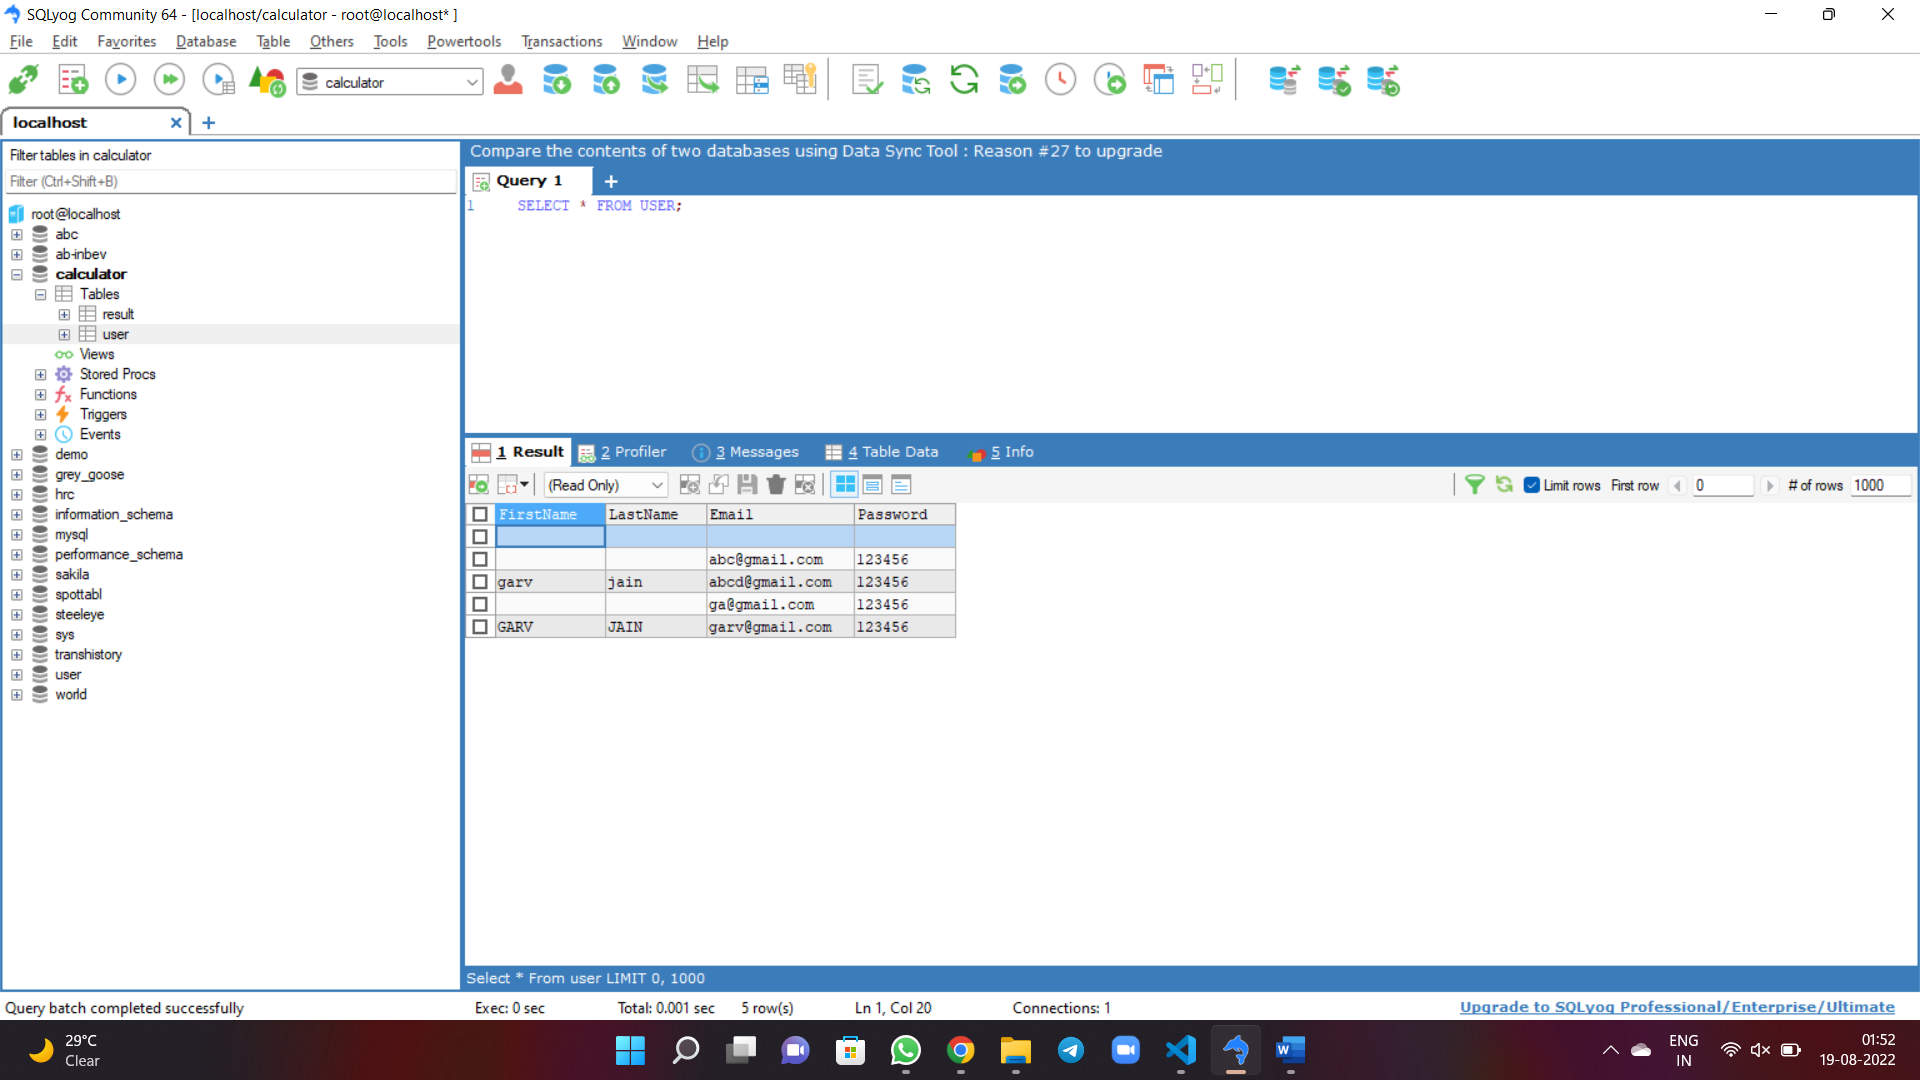 SQLyog Community 64 - [localhost/calculator - root@localhost* ]
File Edit Favorites Database Table Others Tools Powertools Transactions Window Help
calculator
localhost
Filter tables in calculator
Filter (Ctrl+Shift+B)
root@localhost
abc
ab-inbev
calculator
Tables
result
user
Views
Stored Procs
Functions
Triggers
Events
demo
grey_goose
hrc
information_schema
mysql
performance_schema
sakila
spottabl
steeleye
sys
transhistory
user
world
Compare the contents of two databases using Data Sync Tool : Reason #27 to upgrade
Query 1
1 SELECT * FROM USER;
1 Result 2 Profiler 3 Messages 4 Table Data 5 Info
(Read Only) Limit rows First row 0 # of rows 1000
FirstName LastName Email Password
abc@gmail.com 123456
garv jain abcd@gmail.com 123456
ga@gmail.com 123456
GARV JAIN garv@gmail.com 123456
Select * From user LIMIT 0, 1000
Query batch completed successfully Exec: 0 sec Total: 0.001 sec 5 row(s) Ln 1, Col 20 Connections: 1 Upgrade to SQLyog Professional/Enterprise/Ultimate
29°C
Clear
ENG
IN
01:52
19-08-2022